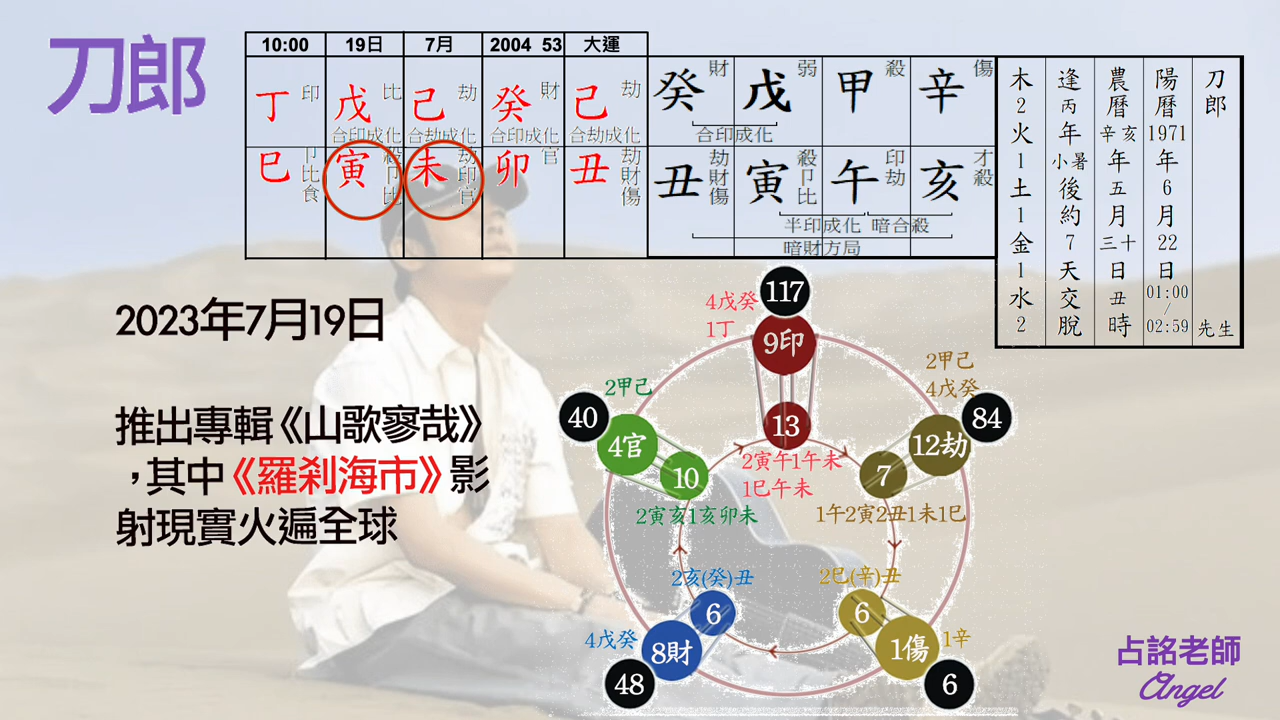 刀郎
10:00 19日 7月 2004 53 大運
丁 印 戊 比 己 劫 癸 財 己 劫
合印成化 合劫成化 合印成化 合劫成化
巳 卩比食 寅 殺卩比 未 劫印官 卯 官 丑 劫財傷
癸 財 戊 弱 甲 殺 辛 傷
合印成化
丑 劫財傷 寅 殺卩比 午 印劫 亥 才殺
半印成化 暗合殺
暗財方局
刀郎 先生
陽曆 1971 年 6 月 22 日 01:00 / 02:59
農曆 辛亥 年 五 月 三十 日 丑 時
逢 丙 年 小暑 後 約 7 天 交 脫
木 2 火 1 土 1 金 1 水 2
2023年7月19日
推出專輯《山歌寥哉》
,其中《羅剎海市》影
射現實火遍全球
117
4戊癸
1丁
9印
13
2寅午1午未
1巳午未
2甲己
40
4官
10
2寅亥1亥卯未
2甲己
4戊癸
84
12劫
7
1午2寅2丑1未1巳
2亥(癸)丑
6
4戊癸
8財
48
2巳(辛)丑
6
1辛
1傷
6
占詺老師
Angel